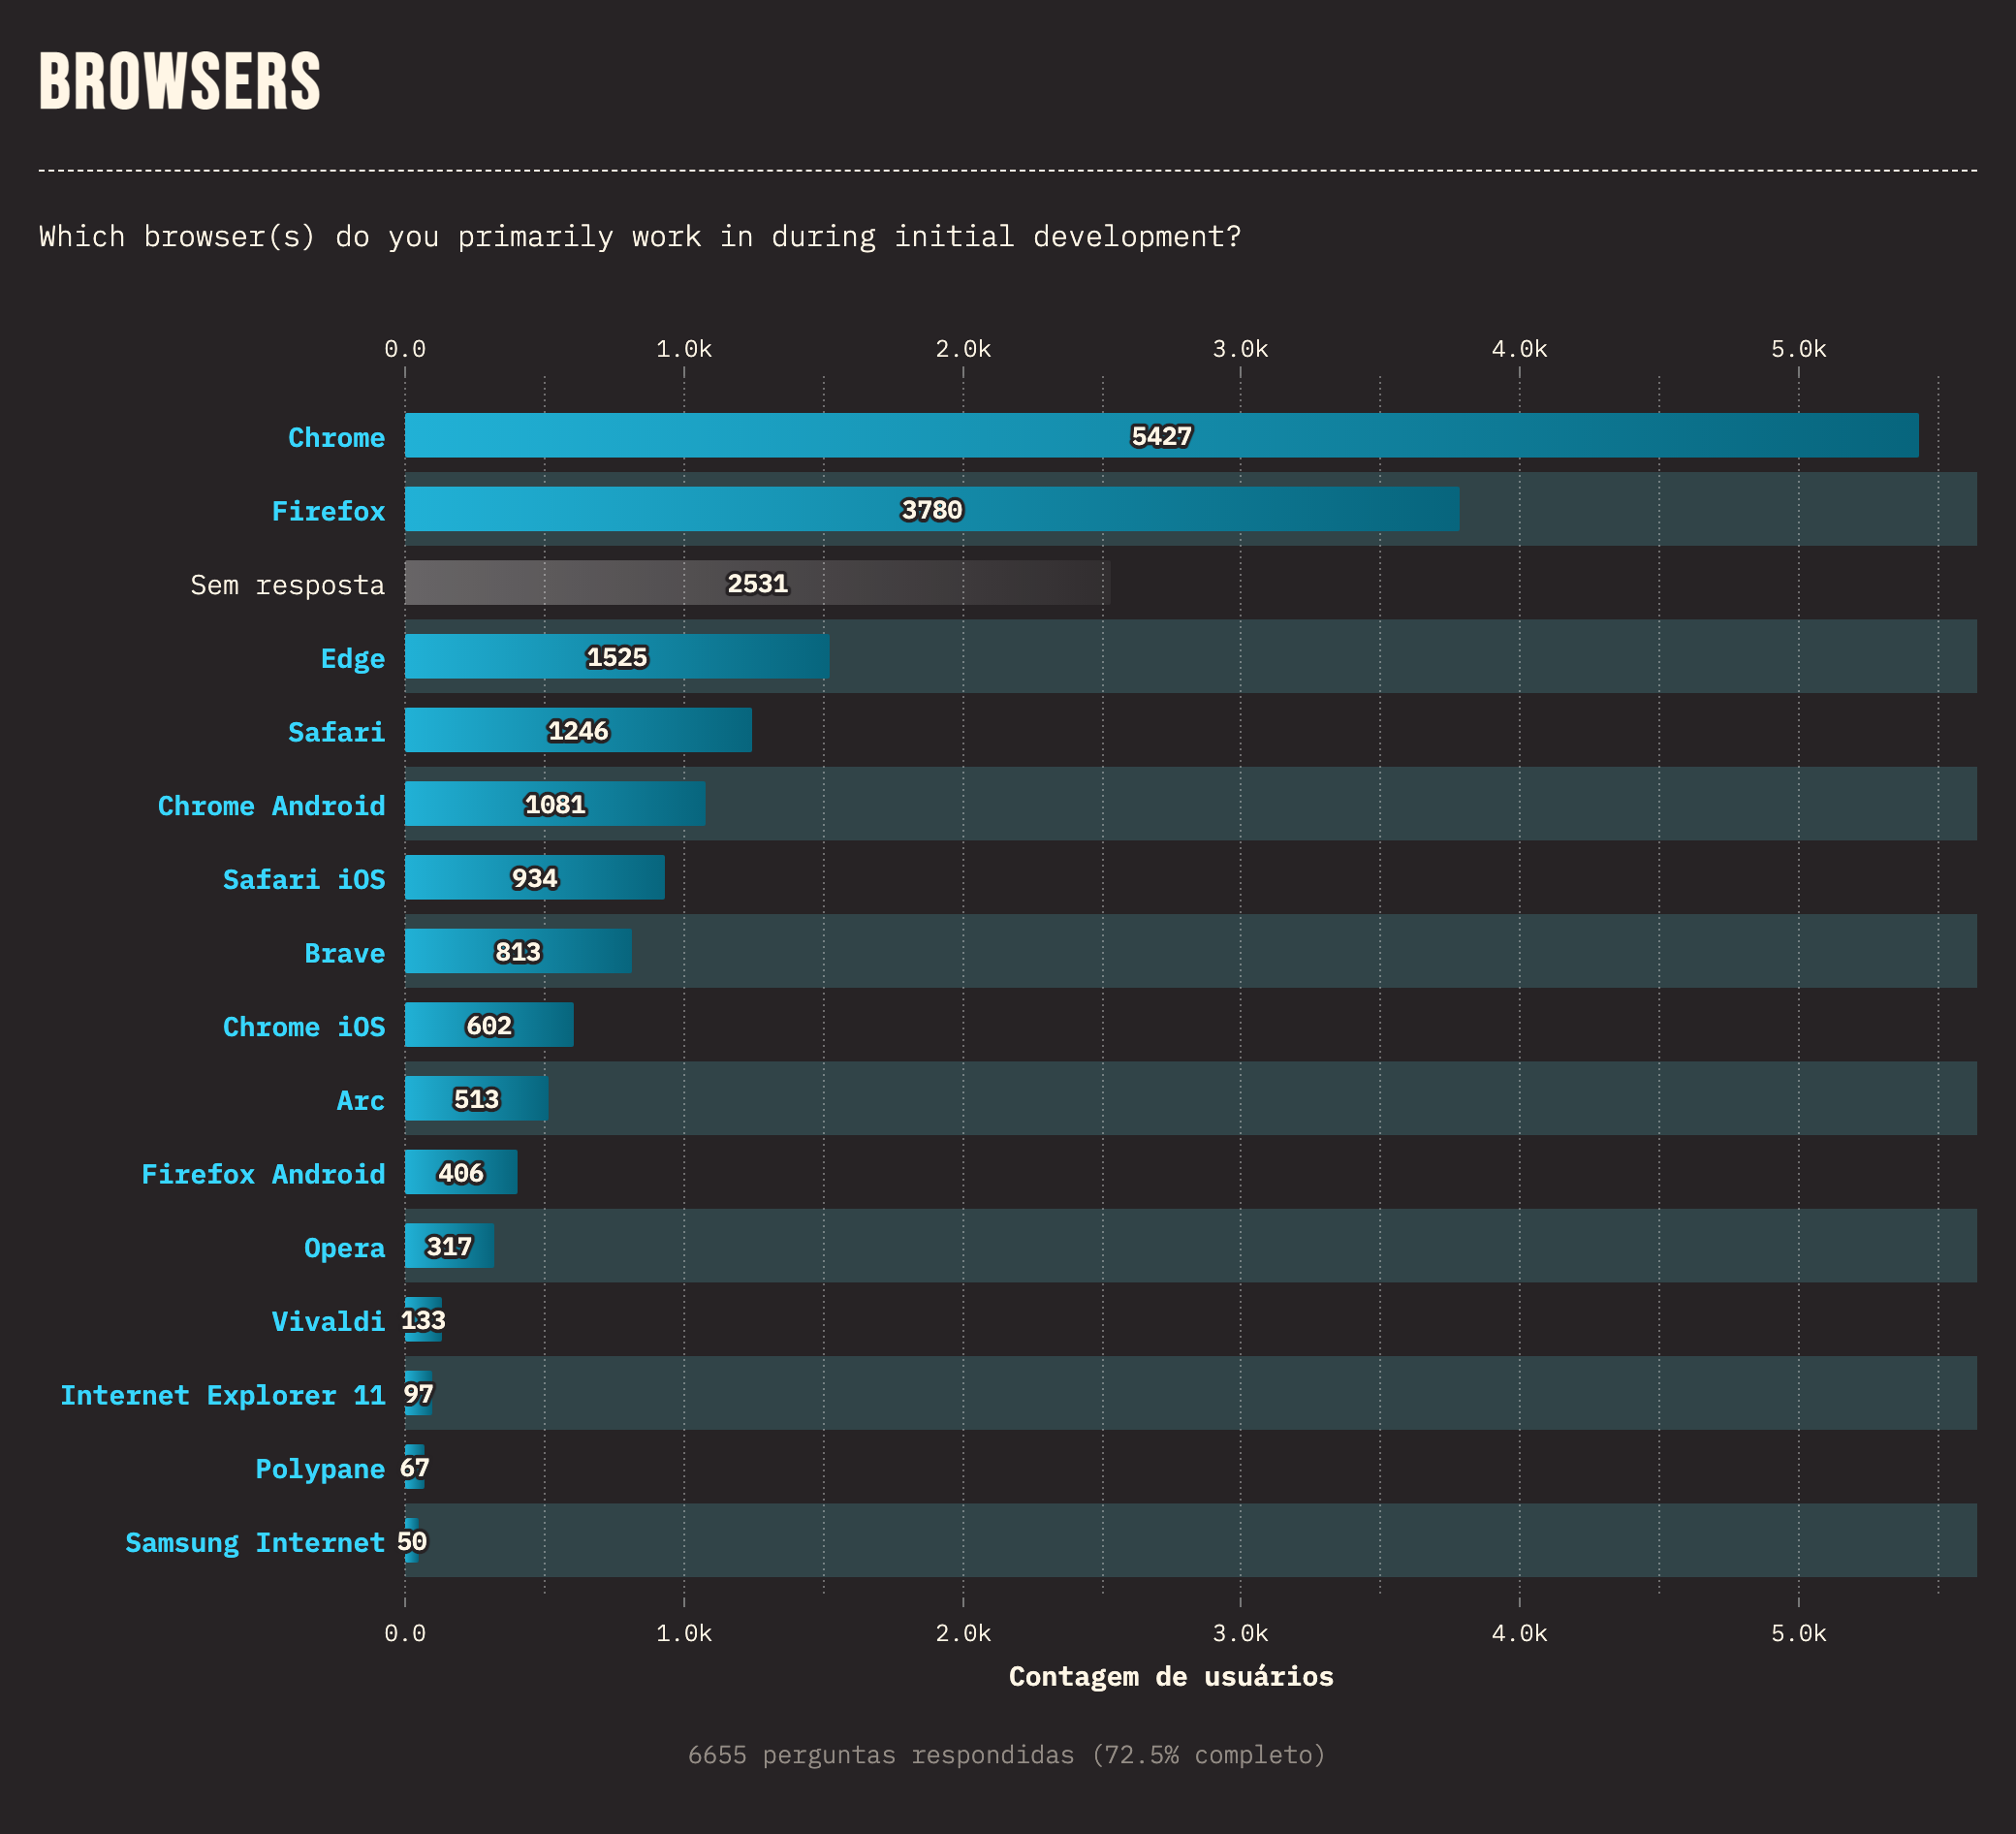 BROWSERS
Which browser(s) do you primarily work in during initial development?
0.0 1.0k 2.0k 3.0k 4.0k 5.0k
Chrome 5427
Firefox 3780
Sem resposta 2531
Edge 1525
Safari 1246
Chrome Android 1081
Safari iOS 934
Brave 813
Chrome iOS 602
Arc 513
Firefox Android 406
Opera 317
Vivaldi 133
Internet Explorer 11 97
Polypane 67
Samsung Internet 50
0.0 1.0k 2.0k 3.0k 4.0k 5.0k
Contagem de usuários
6655 perguntas respondidas (72.5% completo)